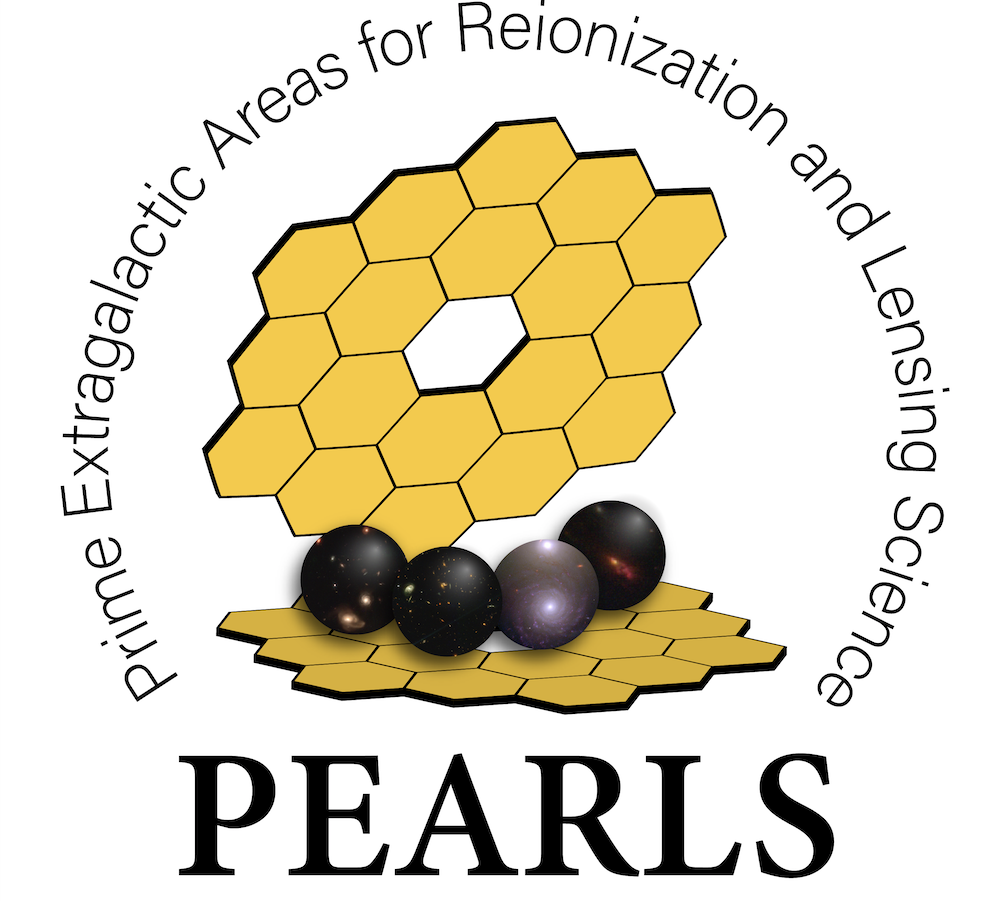 Prime Extragalactic Areas for Reionization and Lensing Science
PEARLS